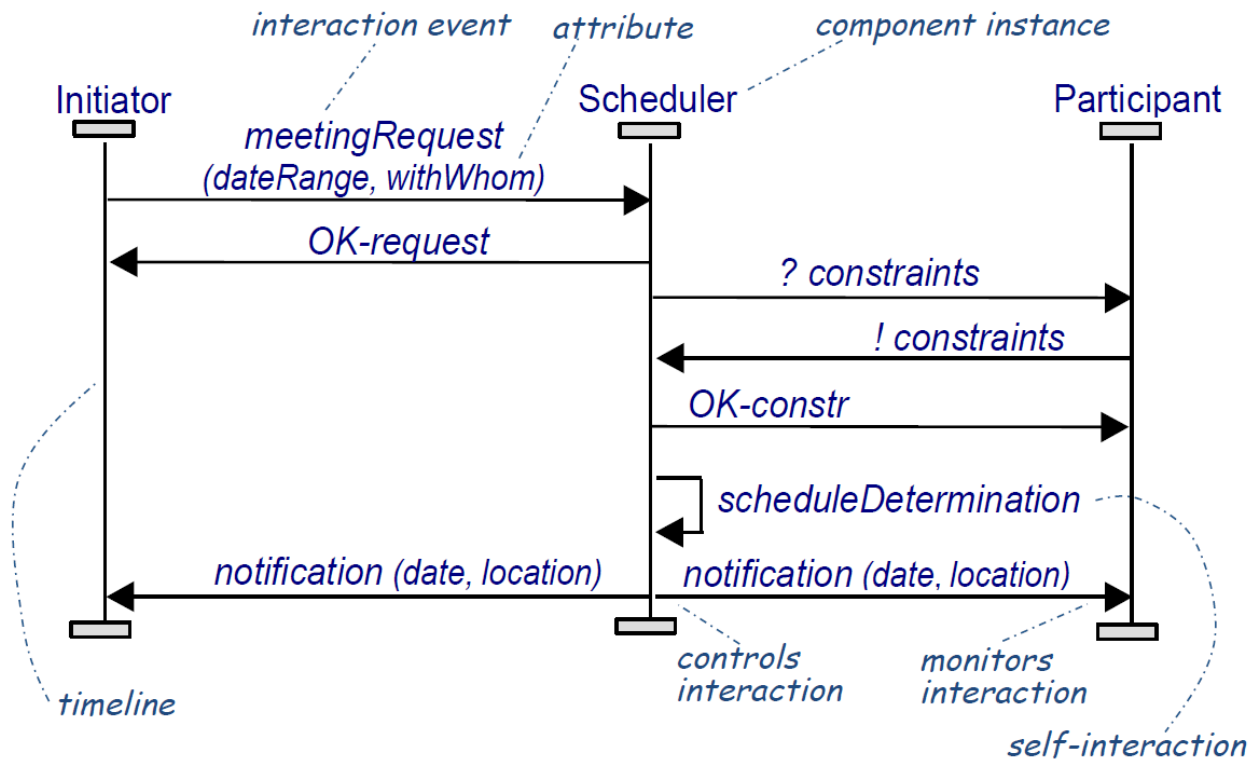 interaction event
attribute
component instance
Initiator
Scheduler
Participant
meetingRequest
(dateRange, withWhom)
OK-request
? constraints
! constraints
OK-constr
scheduleDetermination
notification (date, location)
notification (date, location)
controls
interaction
monitors
interaction
timeline
self-interaction